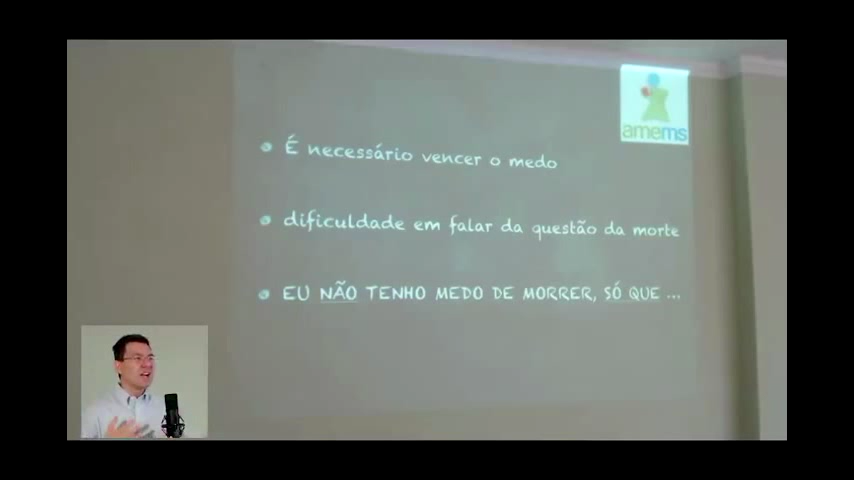 amems
É necessário vencer o medo
dificuldade em falar da questão da morte
EU NÃO TENHO MEDO DE MORRER, SÓ QUE ...